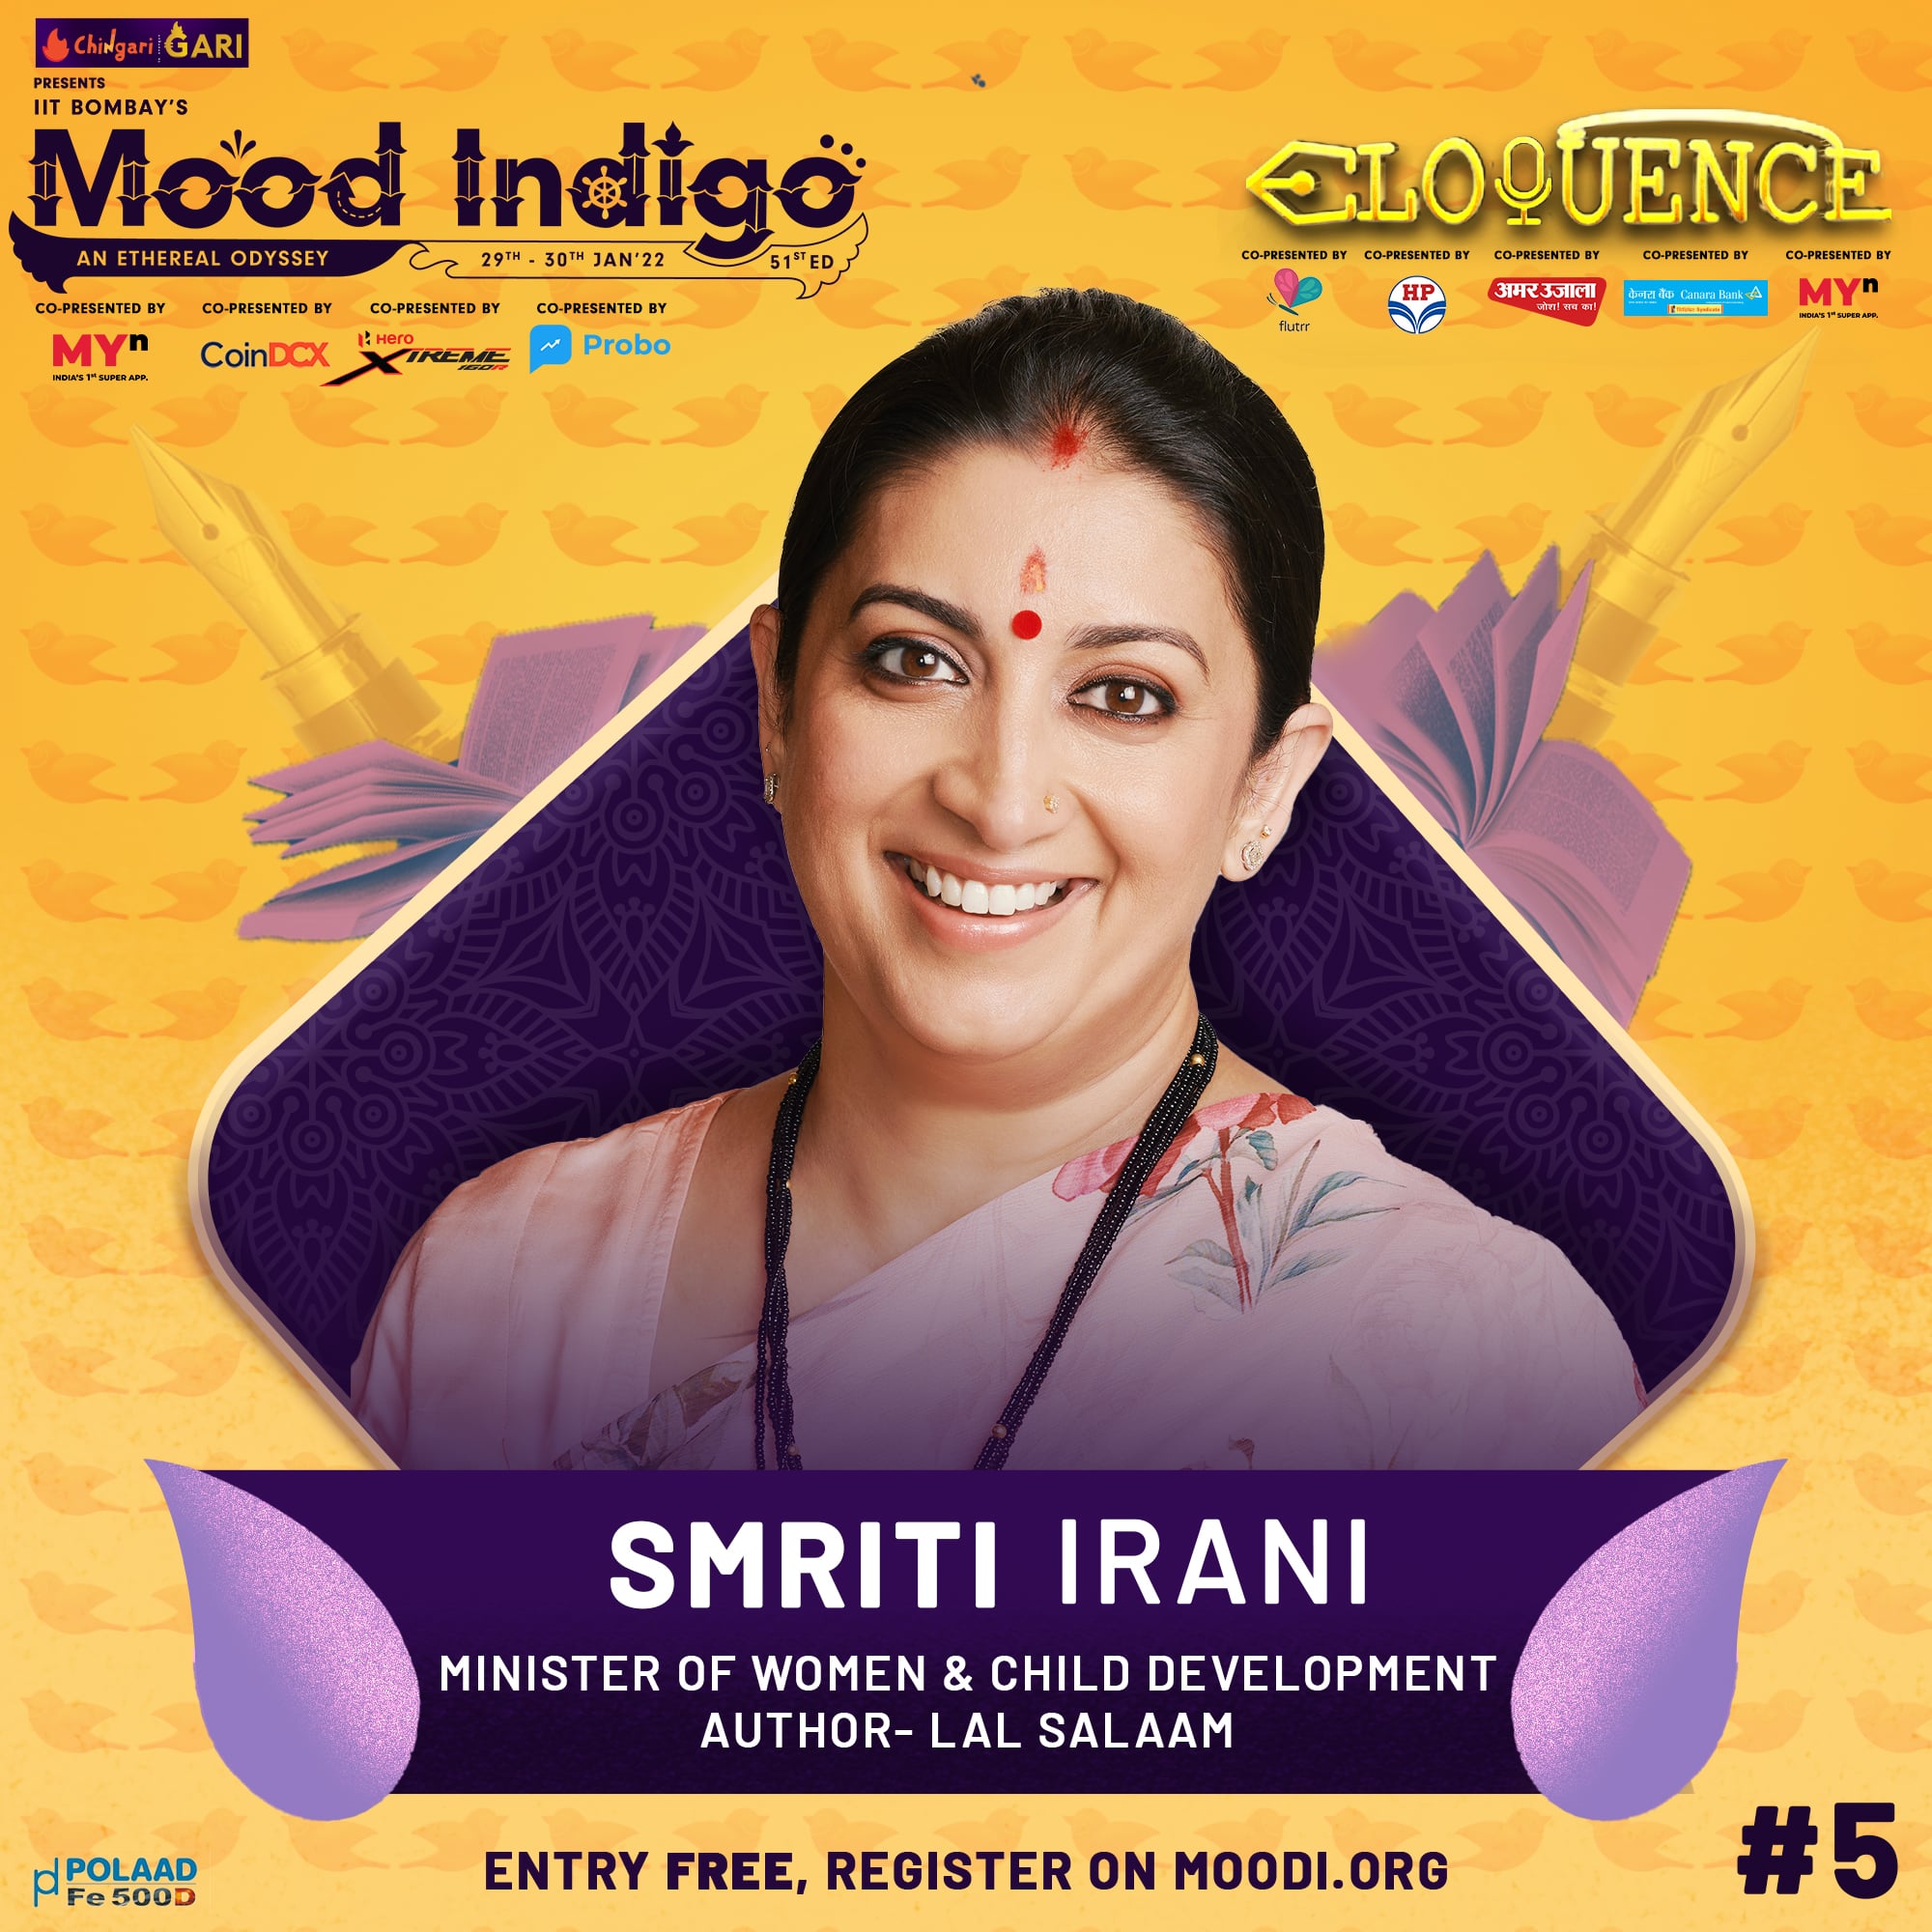 Chingari GARI
PRESENTS
IIT BOMBAY'S
Mood Indigo
AN ETHEREAL ODYSSEY
29TH - 30TH JAN'22
51ST ED
CO-PRESENTED BY CO-PRESENTED BY CO-PRESENTED BY CO-PRESENTED BY
MYn
INDIA'S 1st SUPER APP.
CoinDCX
Hero
XTREME
160R
Probo
ELOQUENCE
CO-PRESENTED BY CO-PRESENTED BY CO-PRESENTED BY CO-PRESENTED BY CO-PRESENTED BY
flutrr
HP
अमर उजाला
जोश! सच का!
केनरा बैंक Canara Bank
MYn
INDIA'S 1st SUPER APP.
SMRITI IRANI
MINISTER OF WOMEN & CHILD DEVELOPMENT
AUTHOR- LAL SALAAM
#5
ENTRY FREE, REGISTER ON MOODI.ORG
POLAAD
Fe 500D